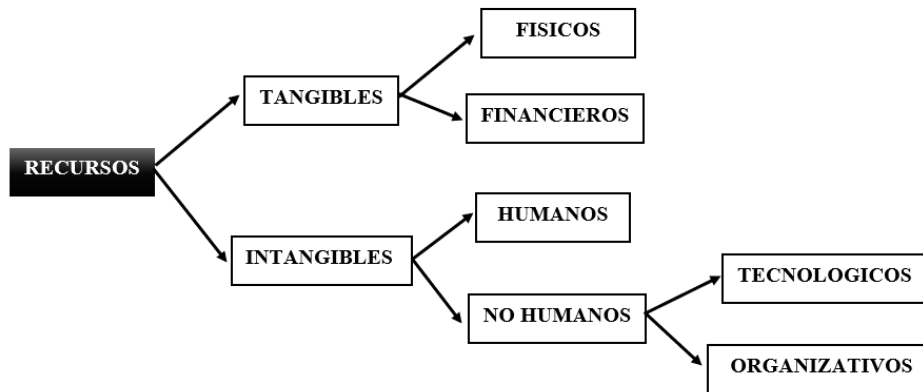 FISICOS
TANGIBLES
FINANCIEROS
RECURSOS
HUMANOS
INTANGIBLES
TECNOLOGICOS
NO HUMANOS
ORGANIZATIVOS